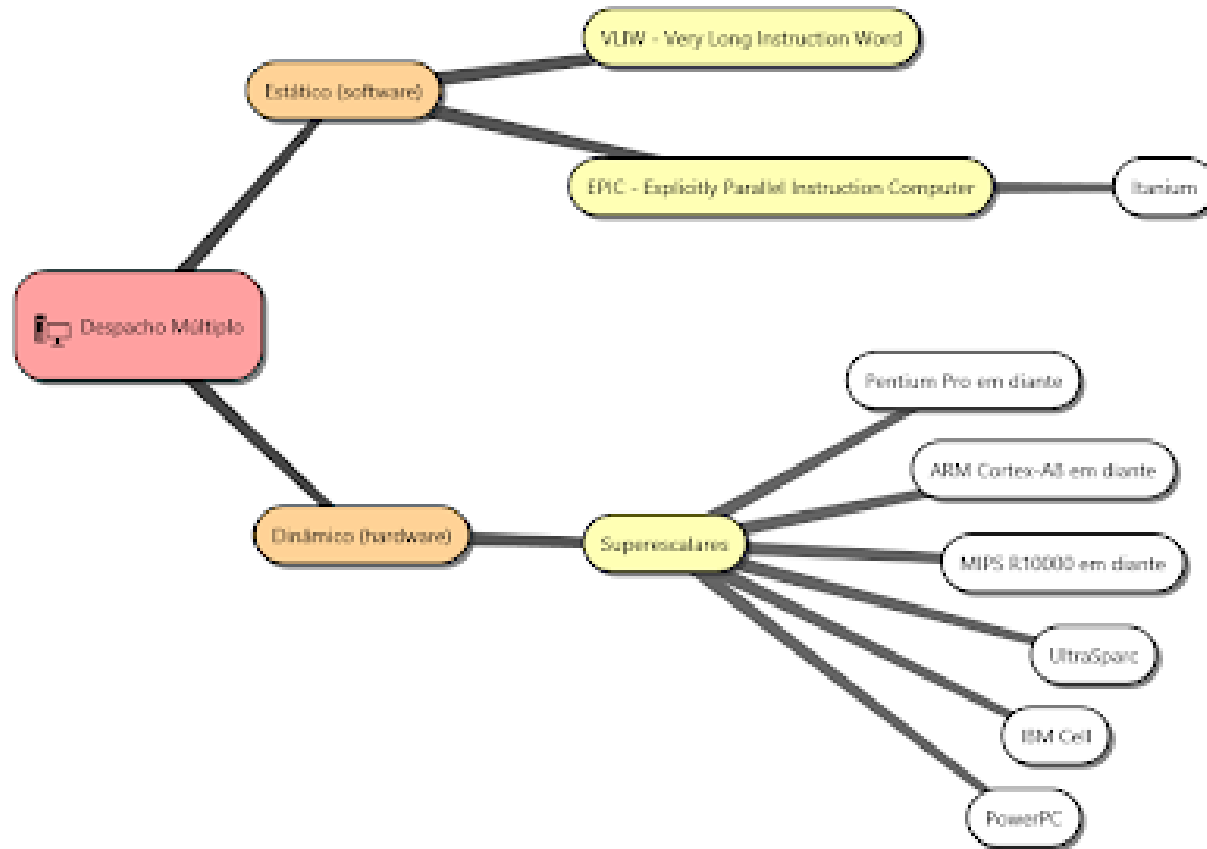 VLIW - Very Long Instruction Word
Estático (software)
EPIC - Explicitly Parallel Instruction Computer
Itanium
Despacho Múltiplo
Pentium Pro em diante
ARM Cortex-A8 em diante
Dinâmico (hardware)
Superescalares
MIPS R10000 em diante
UltraSparc
IBM Cell
PowerPC